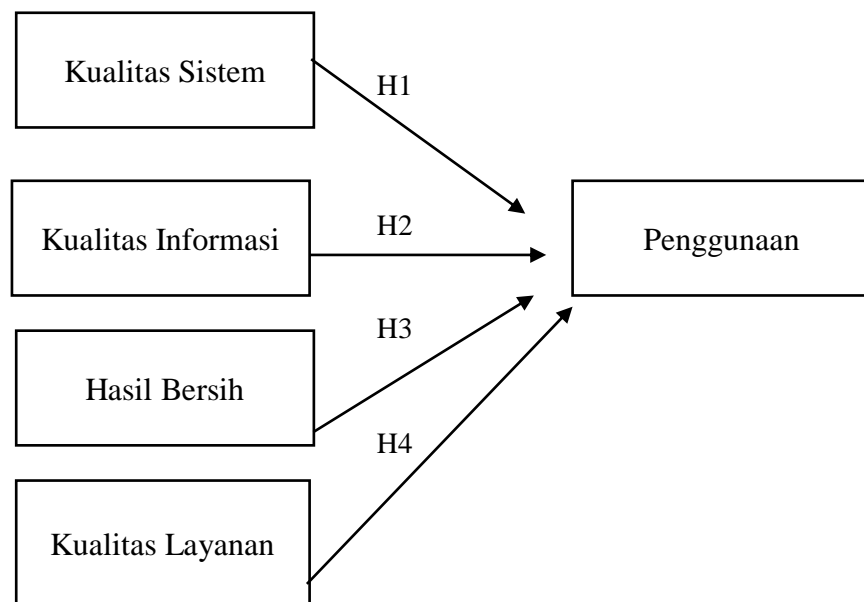 Kualitas Sistem
H1
Kualitas Informasi
H2
Penggunaan
H3
Hasil Bersih
H4
Kualitas Layanan